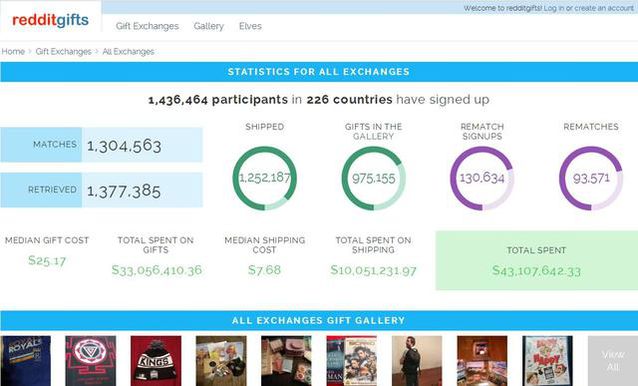 redditgifts
Welcome to redditgifts! Log in or create an account
Gift Exchanges Gallery Elves
Home > Gift Exchanges > All Exchanges
STATISTICS FOR ALL EXCHANGES
1,436,464 participants in 226 countries have signed up
MATCHES 1,304,563
RETRIEVED 1,377,385
SHIPPED
1,252,187
GIFTS IN THE
GALLERY
975,155
REMATCH
SIGNUPS
130,634
REMATCHES
93,571
MEDIAN GIFT COST
$25.17
TOTAL SPENT ON
GIFTS
$33,056,410.36
MEDIAN SHIPPING
COST
$7.68
TOTAL SPENT ON
SHIPPING
$10,051,231.97
TOTAL SPENT
$43,107,642.33
ALL EXCHANGES GIFT GALLERY
ROYALS
KINGS
HAPPY
View
All